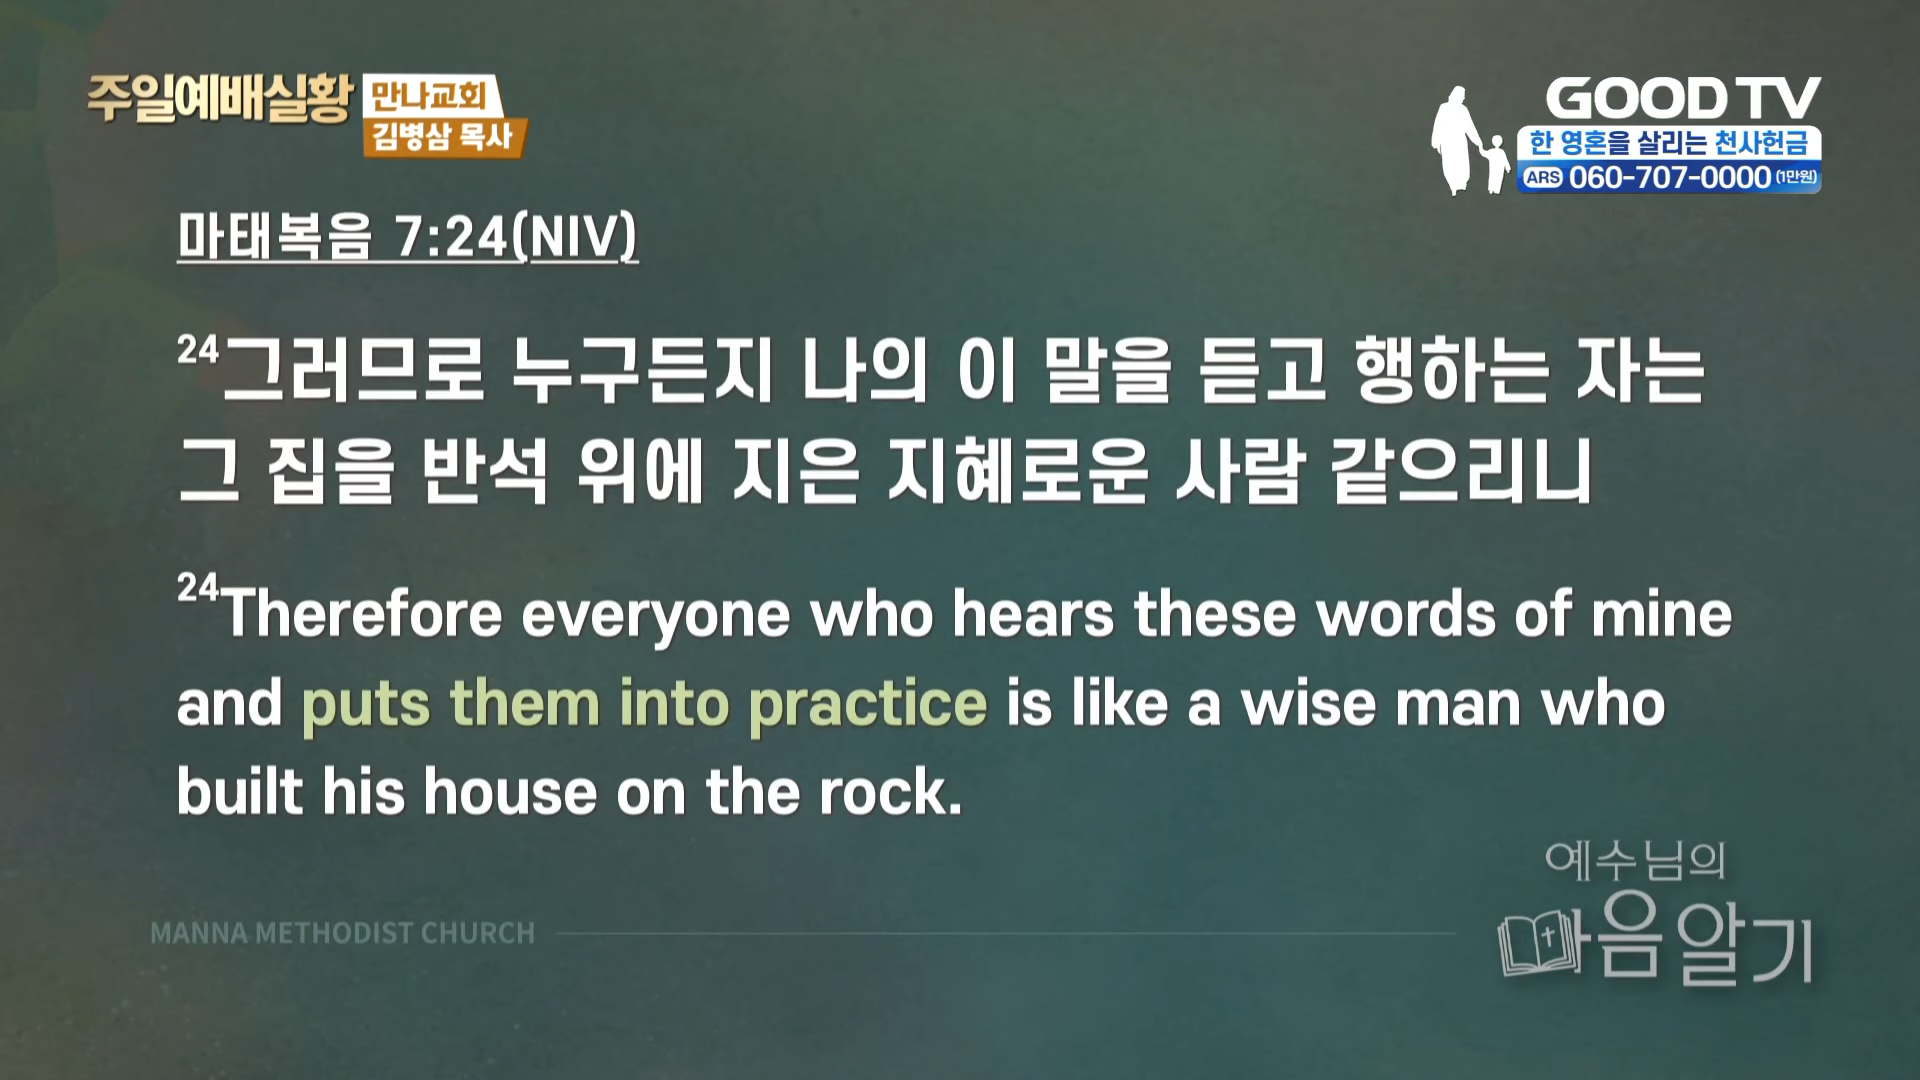 주일예배실황
만나교회
김병삼 목사
GOOD TV
한 영혼을 살리는 천사헌금
ARS 060-707-0000 (1만원)
마태복음 7:24(NIV)
24그러므로 누구든지 나의 이 말을 듣고 행하는 자는
그 집을 반석 위에 지은 지혜로운 사람 같으리니
24Therefore everyone who hears these words of mine
and puts them into practice is like a wise man who
built his house on the rock.
MANNA METHODIST CHURCH
예수님의
마음알기